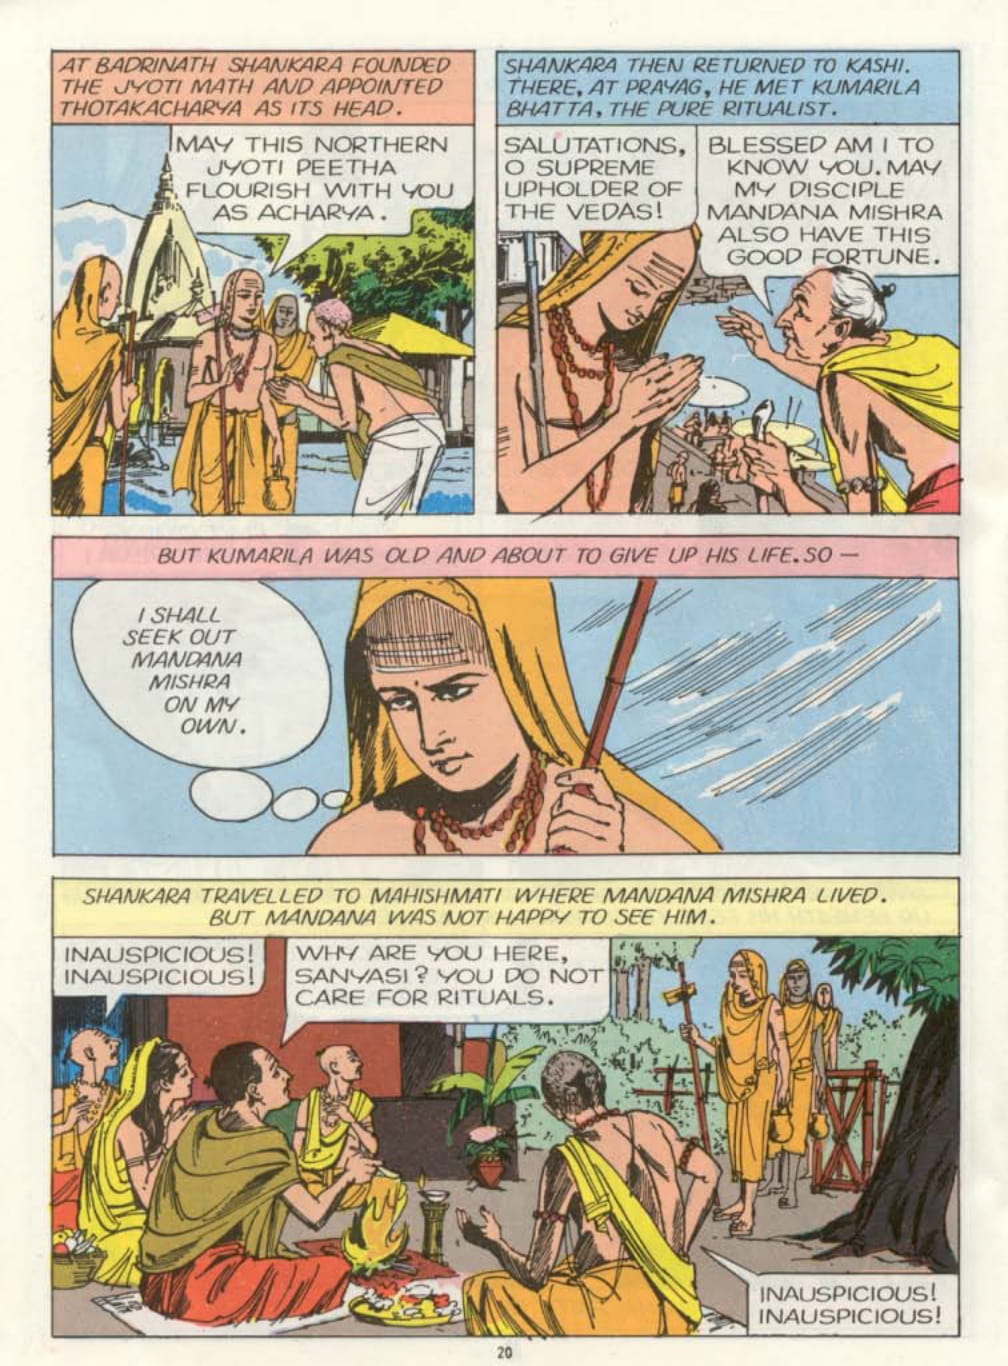 AT BADRINATH SHANKARA FOUNDED
THE JYOTI MATH AND APPOINTED
THOTAKACHARYA AS ITS HEAD.
MAY THIS NORTHERN
JYOTI PEETHA
FLOURISH WITH YOU
AS ACHARYA.
SHANKARA THEN RETURNED TO KASHI.
THERE, AT PRAYAG, HE MET KUMARILA
BHATTA, THE PURE RITUALIST.
SALUTATIONS,
O SUPREME
UPHOLDER OF
THE VEDAS!
BLESSED AM I TO
KNOW YOU. MAY
MY DISCIPLE
MANDANA MISHRA
ALSO HAVE THIS
GOOD FORTUNE.
BUT KUMARILA WAS OLD AND ABOUT TO GIVE UP HIS LIFE. SO —
I SHALL
SEEK OUT
MANDANA
MISHRA
ON MY
OWN.
SHANKARA TRAVELLED TO MAHISHMATI WHERE MANDANA MISHRA LIVED.
BUT MANDANA WAS NOT HAPPY TO SEE HIM.
INAUSPICIOUS!
INAUSPICIOUS!
WHY ARE YOU HERE,
SANYASI? YOU DO NOT
CARE FOR RITUALS.
INAUSPICIOUS!
INAUSPICIOUS!
20